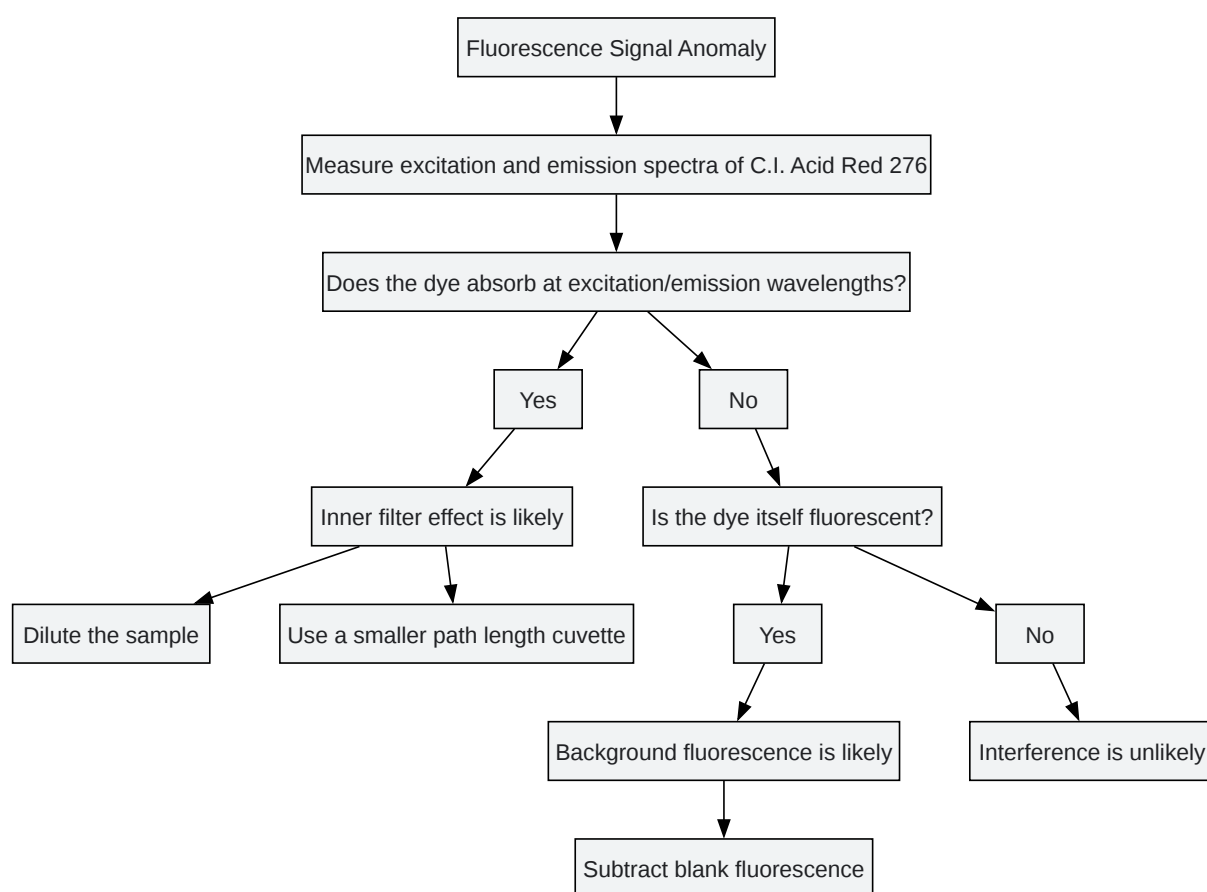 Fluorescence Signal Anomaly
Measure excitation and emission spectra of C.I. Acid Red 276
Does the dye absorb at excitation/emission wavelengths?
Yes
No
Inner filter effect is likely
Is the dye itself fluorescent?
Dilute the sample
Use a smaller path length cuvette
Yes
No
Background fluorescence is likely
Interference is unlikely
Subtract blank fluorescence